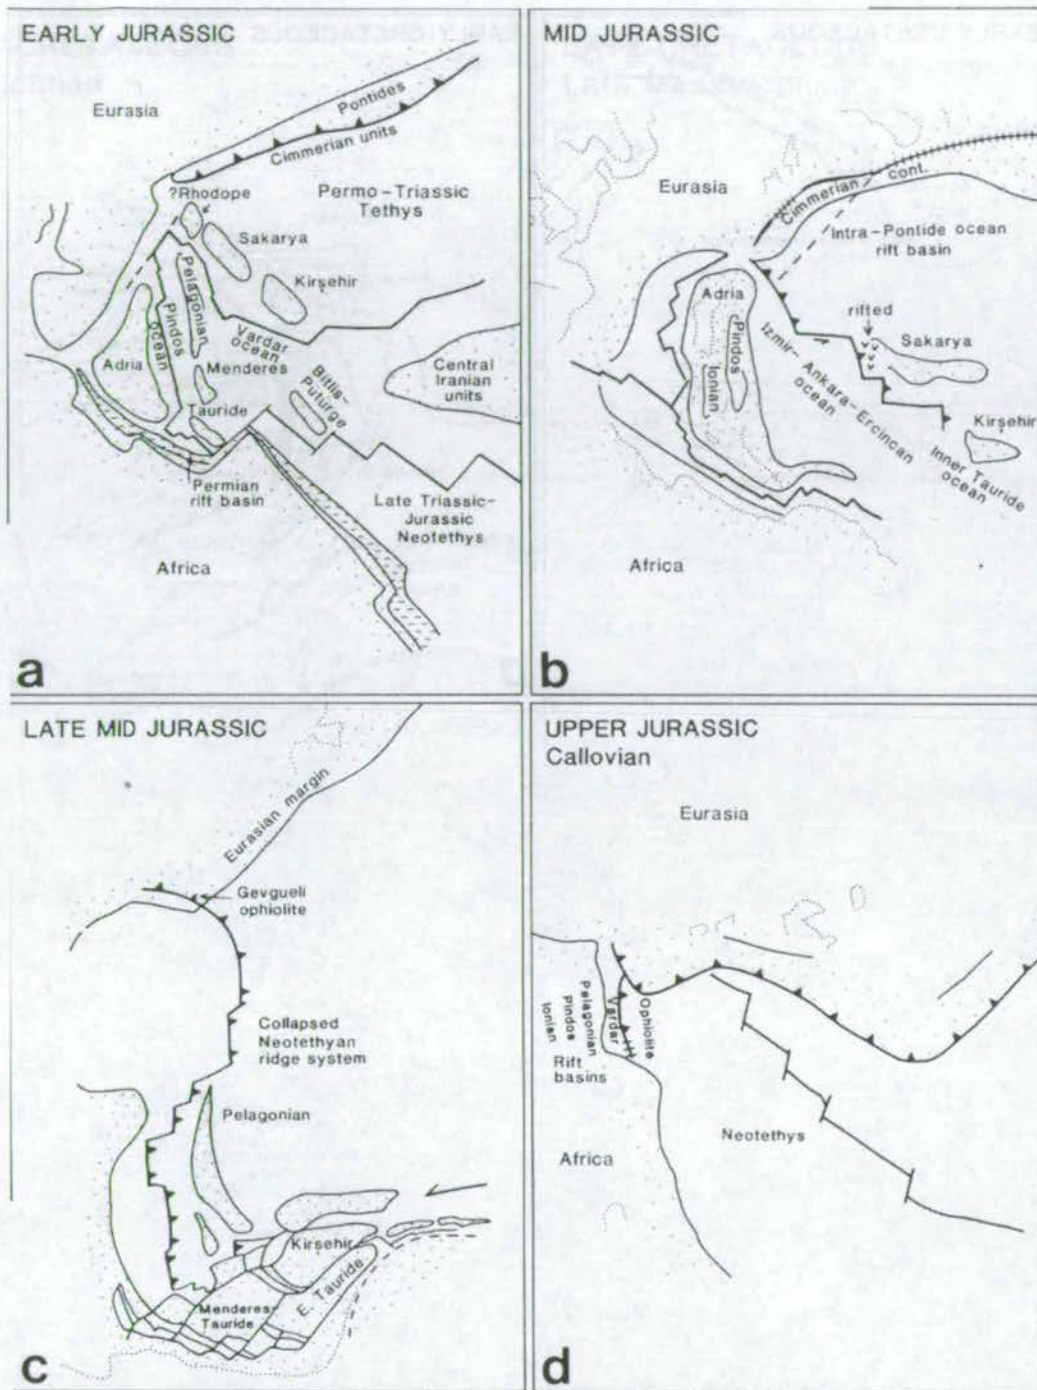 EARLY JURASSIC
Eurasia
Pontides
Cimmerian units
?Rhodope
Permo-Triassic
Tethys
Sakarya
Kirşehir
Pelagonian
Pindos
ocean
Vardar
ocean
Adria
Menderes
Central
Iranian
units
Bitlis-
Puturge
Tauride
Permian
rift basin
Late Triassic-
Jurassic
Neotethys
Africa
a
MID JURASSIC
Eurasia
Cimmerian cont.
Intra-Pontide ocean
rift basin
Adria
rifted
Pindos
Sakarya
Ionian
Izmir-Ankara-Ercincan
ocean
Kirşehir
Inner Tauride
ocean
Africa
b
LATE MID JURASSIC
Eurasian margin
Gevgueli
ophiolite
Collapsed
Neotethyan
ridge system
Pelagonian
Kirşehir
E. Tauride
Menderes-
Tauride
c
UPPER JURASSIC
Callovian
Eurasia
Ionian
Pindos
Pelagonian
Vardar
Ophiolite
Rift
basins
Neotethys
Africa
d